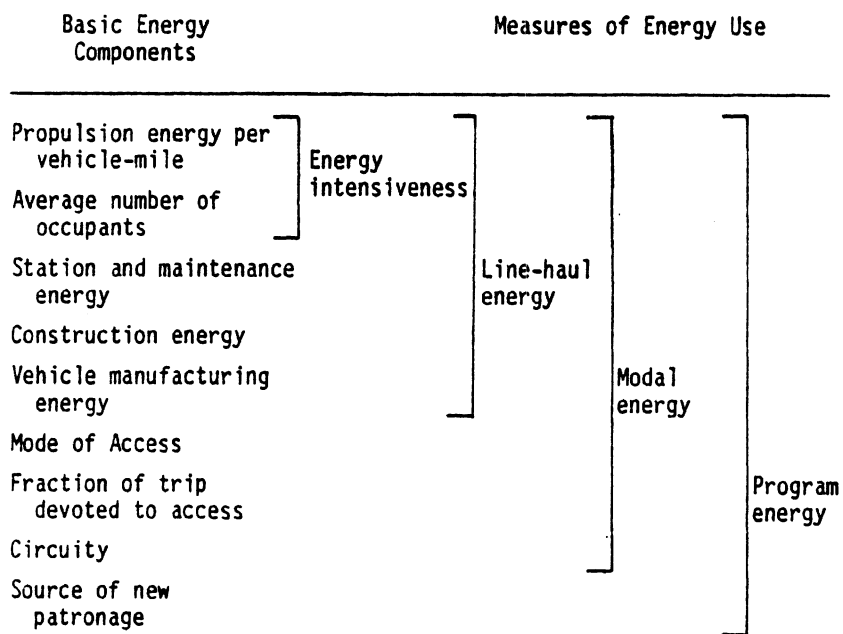 Basic Energy
Components
Measures of Energy Use
Propulsion energy per
vehicle-mile
Average number of
occupants
Station and maintenance
energy
Construction energy
Vehicle manufacturing
energy
Mode of Access
Fraction of trip
devoted to access
Circuity
Source of new
patronage
Energy
intensiveness
Line-haul
energy
Modal
energy
Program
energy